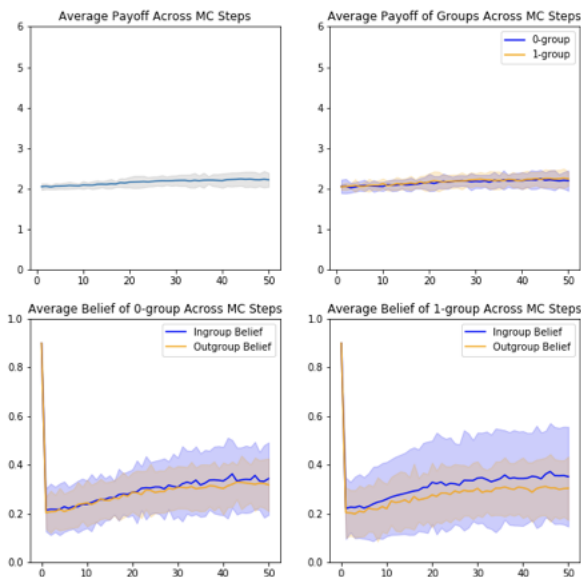 Average Payoff Across MC Steps
6
5
4
3
2
1
0
0 10 20 30 40 50
Average Payoff of Groups Across MC Steps
0-group
1-group
6
5
4
3
2
1
0
0 10 20 30 40 50
Average Belief of 0-group Across MC Steps
Ingroup Belief
Outgroup Belief
1.0
0.8
0.6
0.4
0.2
0.0
0 10 20 30 40 50
Average Belief of 1-group Across MC Steps
Ingroup Belief
Outgroup Belief
1.0
0.8
0.6
0.4
0.2
0.0
0 10 20 30 40 50